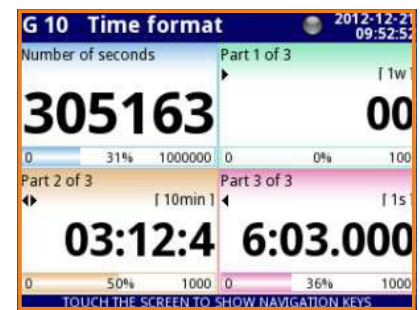 G 10 Time format
2012-12-21
09:52:52
Number of seconds
305163
0 31% 1000000
Part 1 of 3
[ 1w ]
00
0 0% 100
Part 2 of 3
[ 10min ]
03:12:4
0 50% 1000
Part 3 of 3
[ 1s ]
6:03.000
0 36% 1000
TOUCH THE SCREEN TO SHOW NAVIGATION KEYS